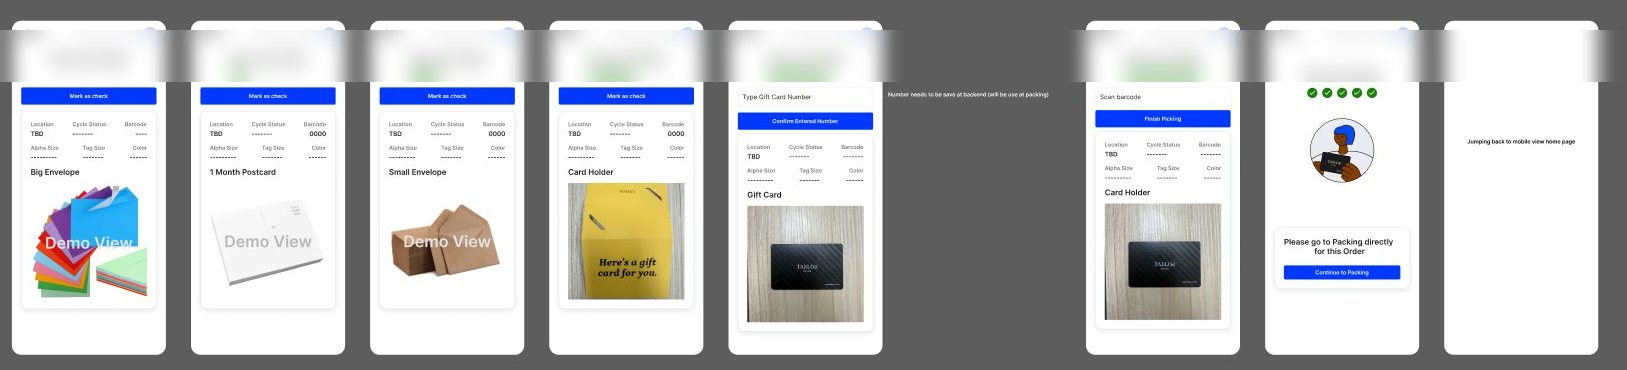 Mark as check
Location Cycle Status Barcode
TBD ------- ----
Alpha Size Tag Size Color
--------- ------- ------
Big Envelope
Demo View
Mark as check
Location Cycle Status Barcode
TBD ------- 0000
Alpha Size Tag Size Color
--------- ------- ------
1 Month Postcard
Demo View
Mark as check
Location Cycle Status Barcode
TBD ------- 0000
Alpha Size Tag Size Color
--------- ------- ------
Small Envelope
Demo View
Mark as check
Location Cycle Status Barcode
TBD ------- 0000
Alpha Size Tag Size Color
--------- ------- ------
Card Holder
Here's a gift
card for you.
Type Gift Card Number
Confirm Entered Number
Location Cycle Status Barcode
TBD ------- -------
Alpha Size Tag Size Color
--------- ------- ------
Gift Card
TAELOR
Number needs to be save at backend (will be use at packing)
Scan barcode
Finish Picking
Location Cycle Status Barcode
TBD ------- -------
Alpha Size Tag Size Color
--------- ------- ------
Card Holder
TAELOR
Please go to Packing directly
for this Order
Continue to Packing
Jumping back to mobile view home page